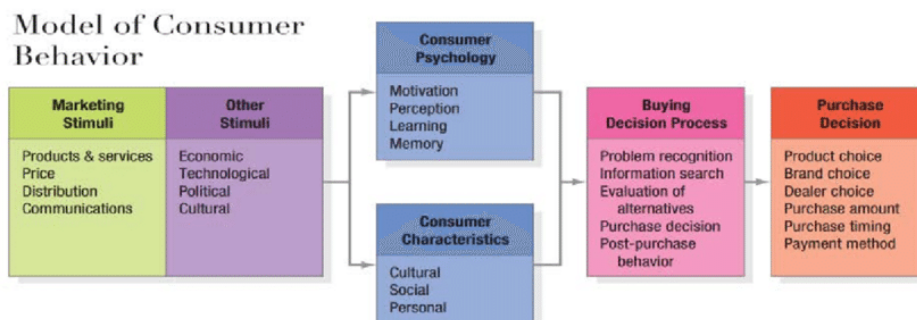 Model of Consumer
Behavior
Marketing
Stimuli
Products & services
Price
Distribution
Communications
Other
Stimuli
Economic
Technological
Political
Cultural
Consumer
Psychology
Motivation
Perception
Learning
Memory
Consumer
Characteristics
Cultural
Social
Personal
Buying
Decision Process
Problem recognition
Information search
Evaluation of
alternatives
Purchase decision
Post-purchase
behavior
Purchase
Decision
Product choice
Brand choice
Dealer choice
Purchase amount
Purchase timing
Payment method